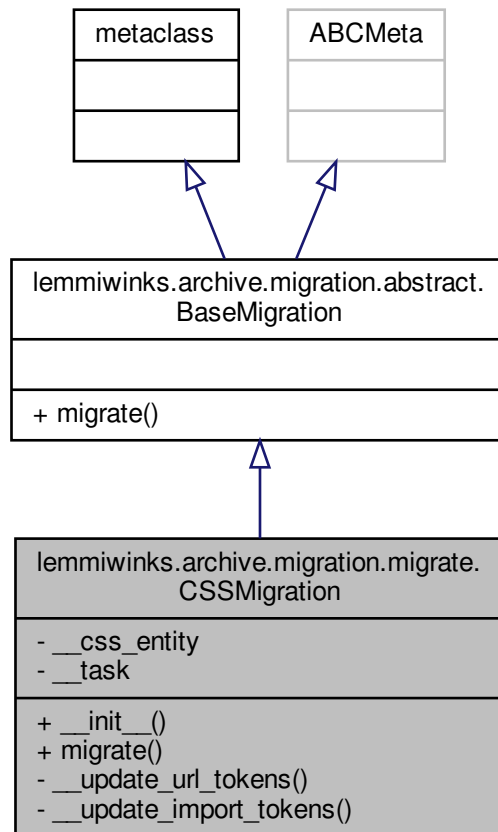 metaclass
ABCMeta
lemmiwinks.archive.migration.abstract.
BaseMigration
+ migrate()
lemmiwinks.archive.migration.migrate.
CSSMigration
- __css_entity
- __task
+ __init__()
+ migrate()
- __update_url_tokens()
- __update_import_tokens()